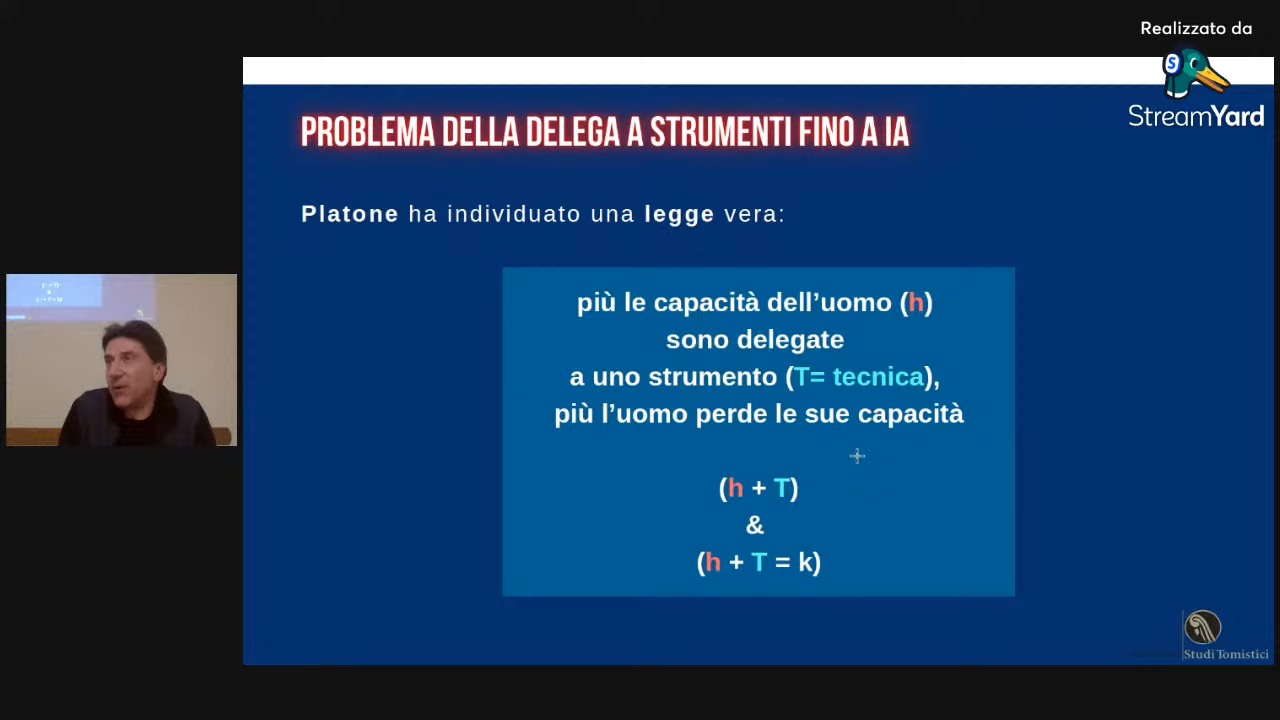 Realizzato da
StreamYard
PROBLEMA DELLA DELEGA A STRUMENTI FINO A IA
Platone ha individuato una legge vera:
più le capacità dell’uomo (h)
sono delegate
a uno strumento (T= tecnica),
più l’uomo perde le sue capacità
(h + T)
&
(h + T = k)
Studi Tomistici